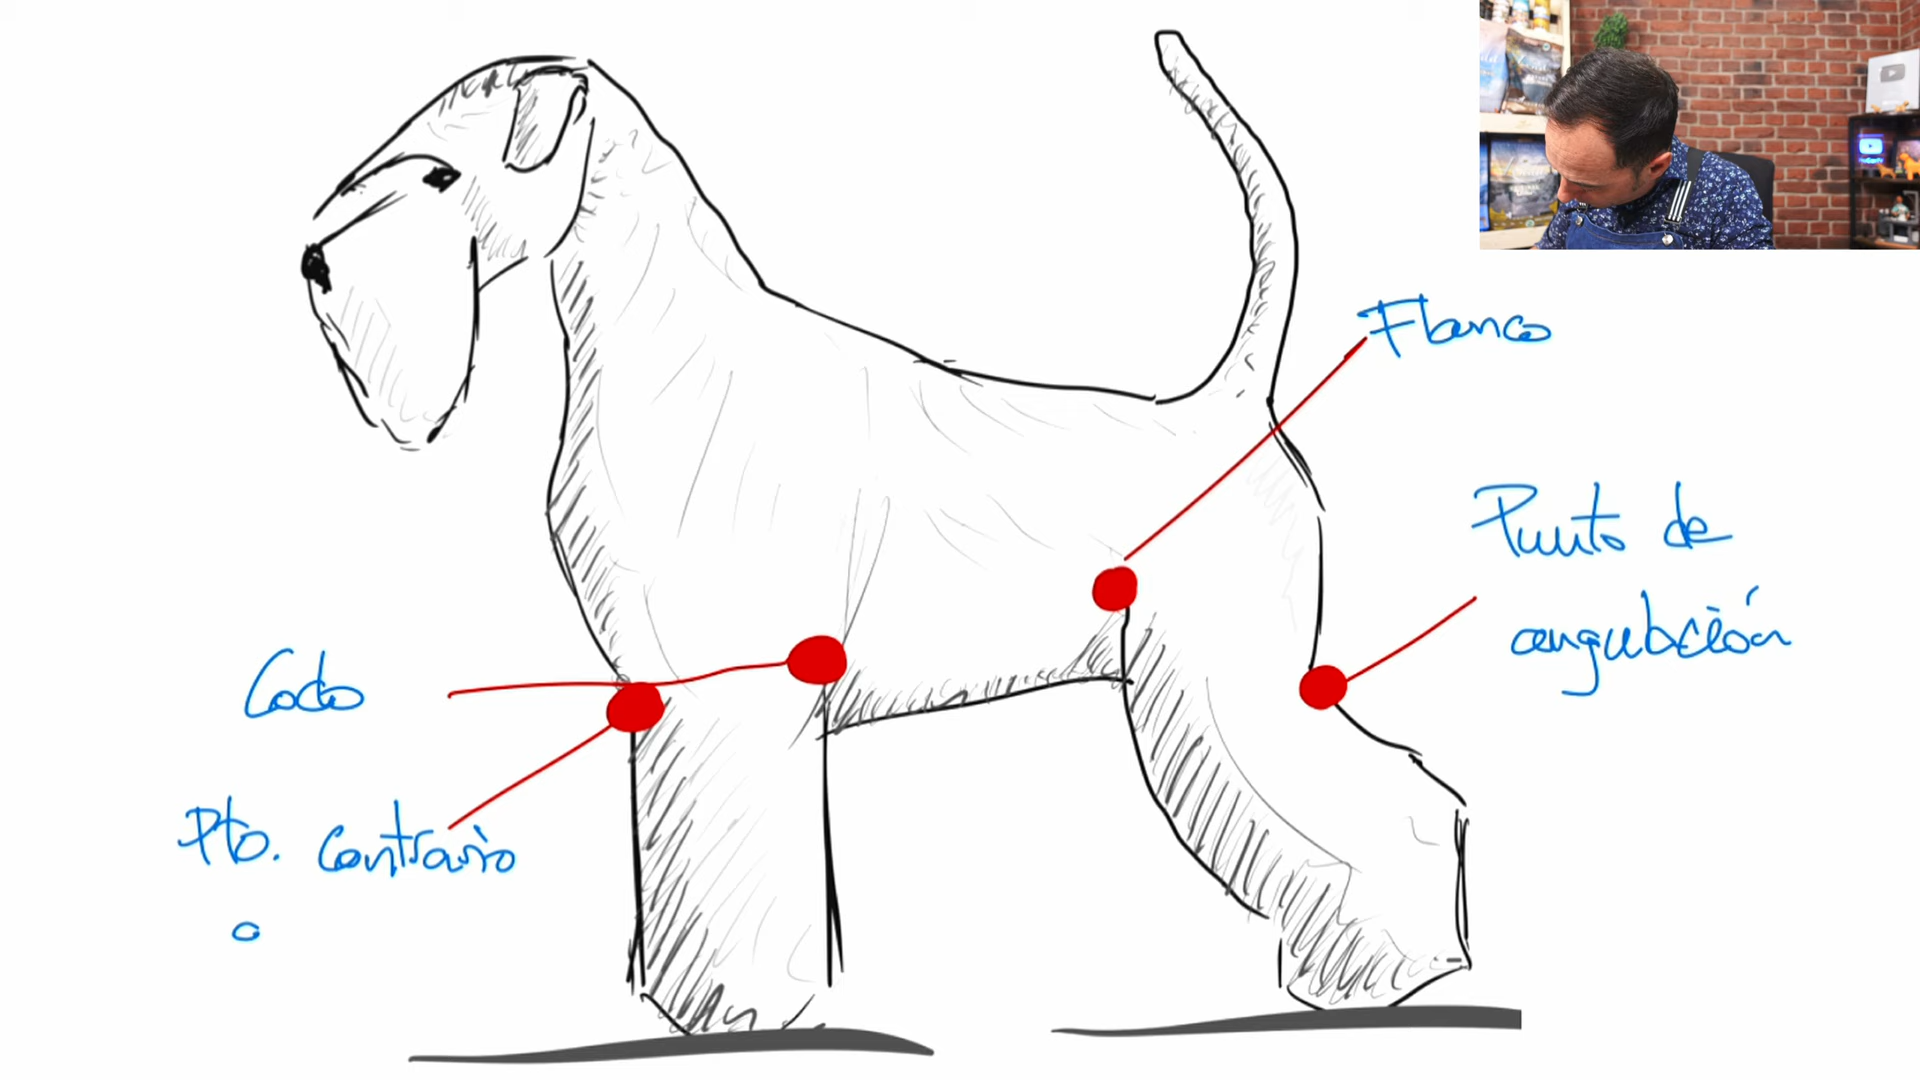 Flanco
Punto de
angulación
Codo
Pto. Contrario
a